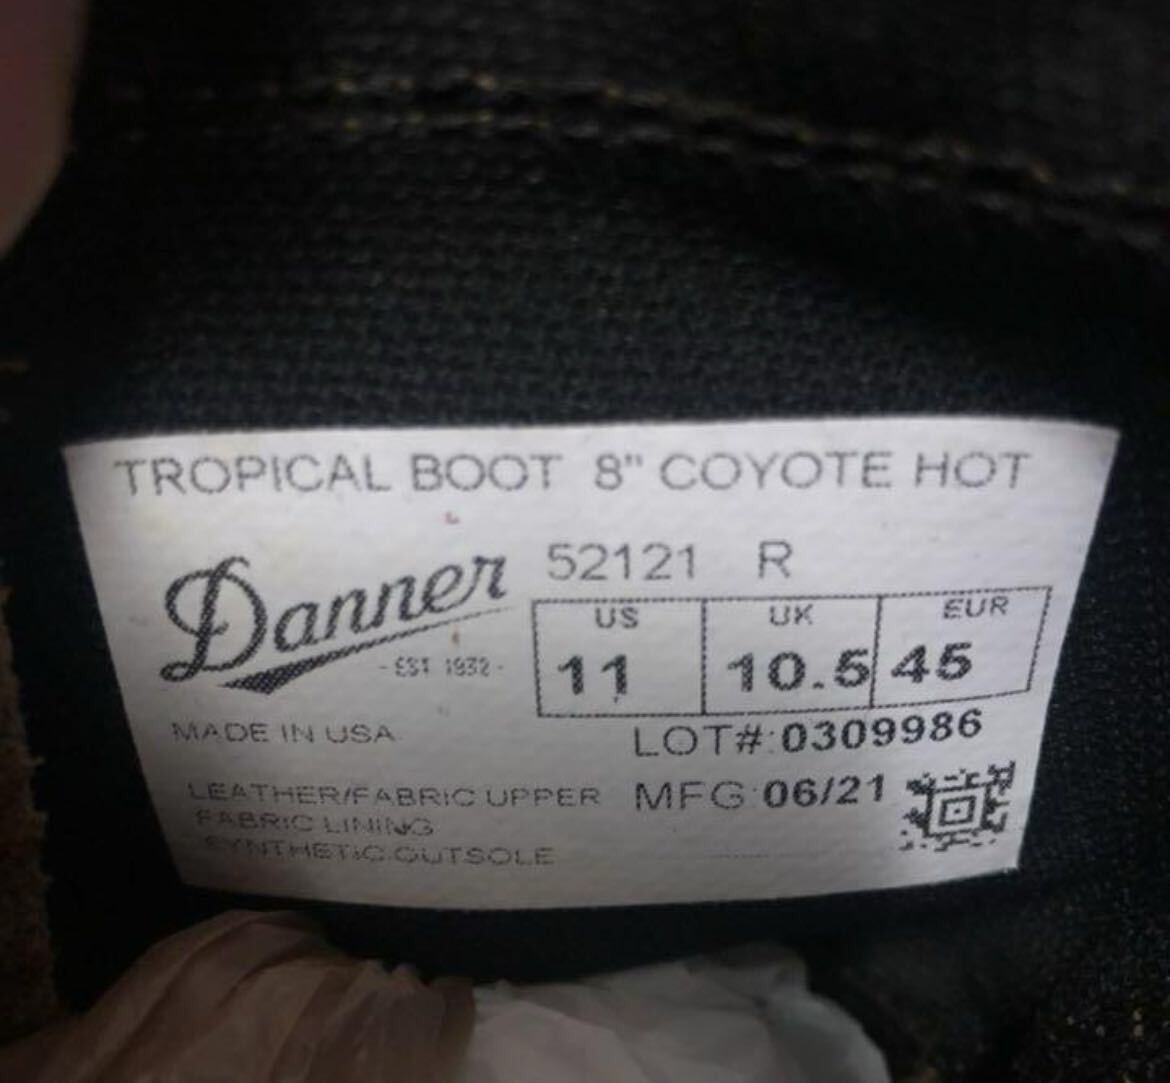 TROPICAL BOOT 8" COYOTE HOT
52121 R
Danner
- EST 1932 -
US UK EUR
11 10.5 45
MADE IN USA
LOT#:0309986
LEATHER/FABRIC UPPER
MFG 06/21
FABRIC LINING
SYNTHETIC OUTSOLE